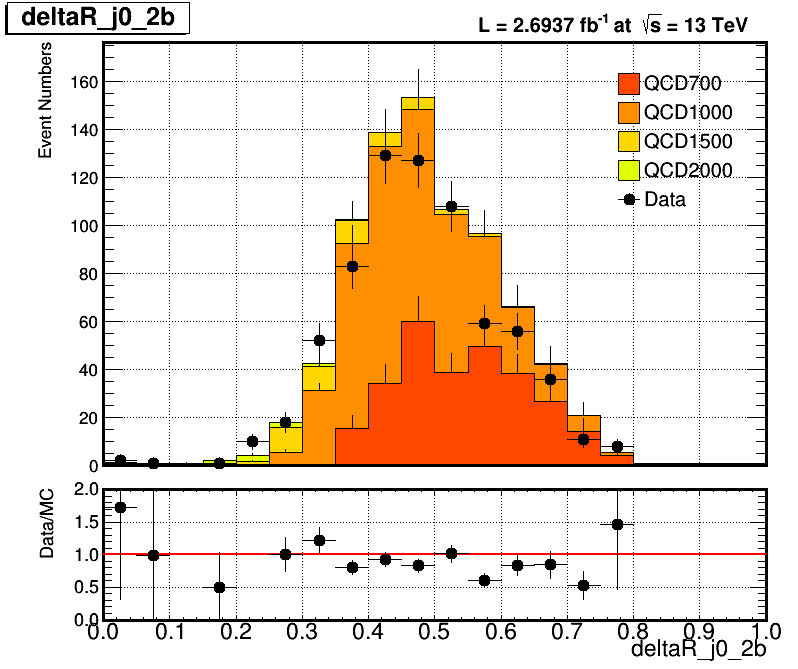 deltaR_j0_2b
L = 2.6937 fb⁻¹ at √s = 13 TeV
Event Numbers
160
140
120
100
80
60
40
20
0
QCD700
QCD1000
QCD1500
QCD2000
Data
Data/MC
2.0
1.5
1.0
0.5
0.0
0.0 0.1 0.2 0.3 0.4 0.5 0.6 0.7 0.8 0.9 1.0
deltaR_j0_2b